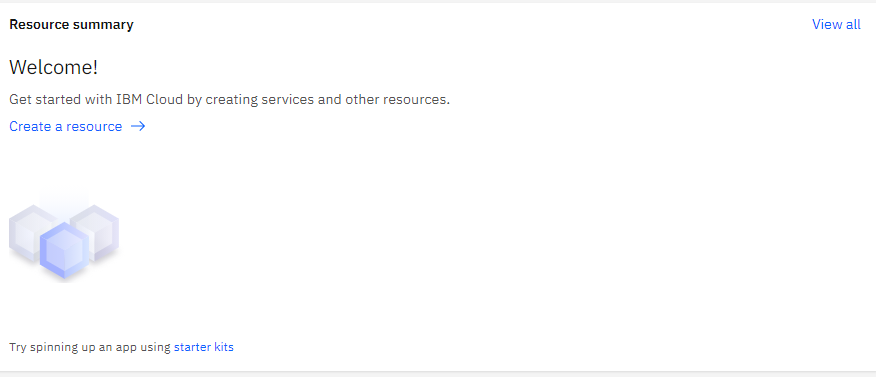 Resource summary
View all
Welcome!
Get started with IBM Cloud by creating services and other resources.
Create a resource →
Try spinning up an app using starter kits